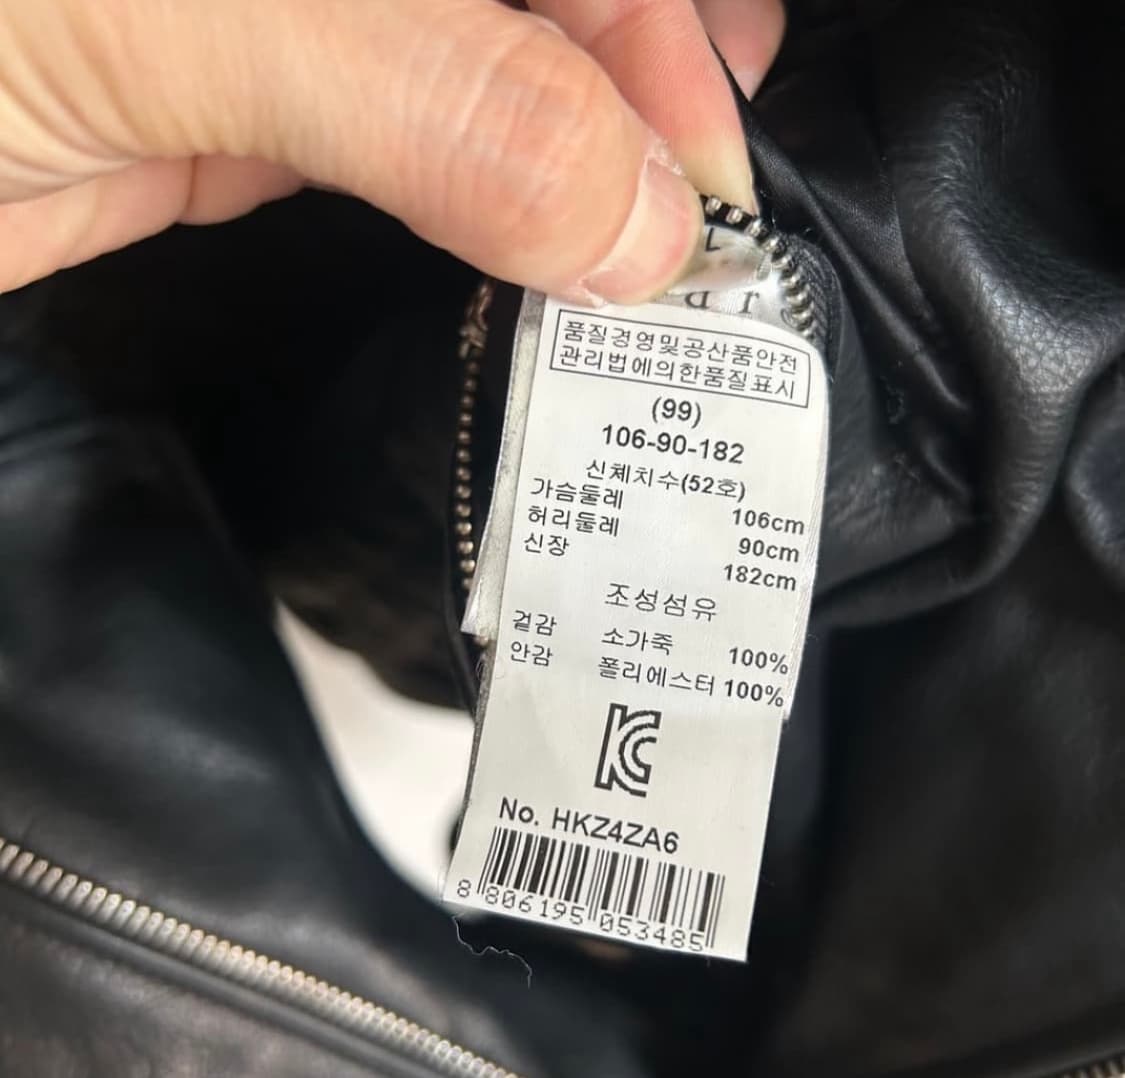 L
ar
품질경영및공산품안전
관리법에의한품질표시
(99)
106-90-182
신체치수(52호)
가슴둘레 106cm
허리둘레 90cm
신장 182cm
조성섬유
겉감 소가죽 100%
안감 폴리에스터 100%
KC
No. HKZ4ZA6
8 806195 053485